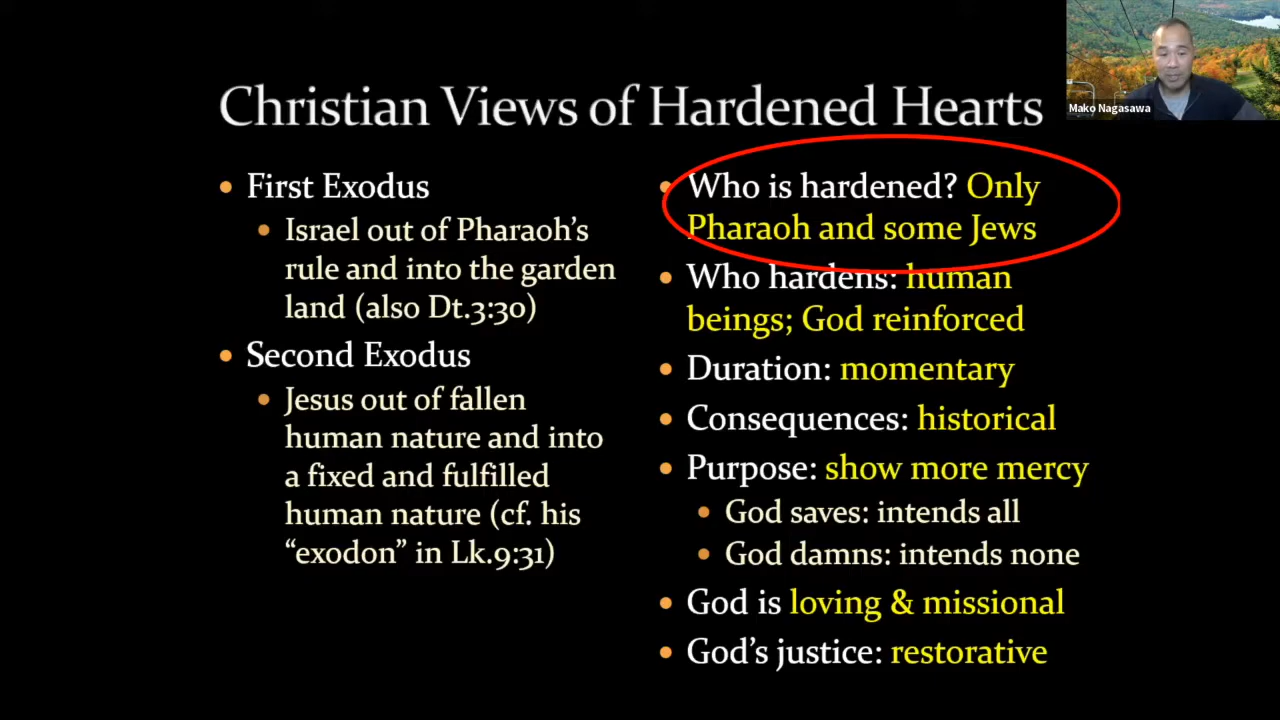 Christian Views of Hardened Hearts
Mako Nagasawa
• First Exodus
• Israel out of Pharaoh's
rule and into the garden
land (also Dt.3:30)
• Second Exodus
• Jesus out of fallen
human nature and into
a fixed and fulfilled
human nature (cf. his
“exodon” in Lk.9:31)
• Who is hardened? Only
Pharaoh and some Jews
• Who hardens: human
beings; God reinforced
• Duration: momentary
• Consequences: historical
• Purpose: show more mercy
• God saves: intends all
• God damns: intends none
• God is loving & missional
• God's justice: restorative